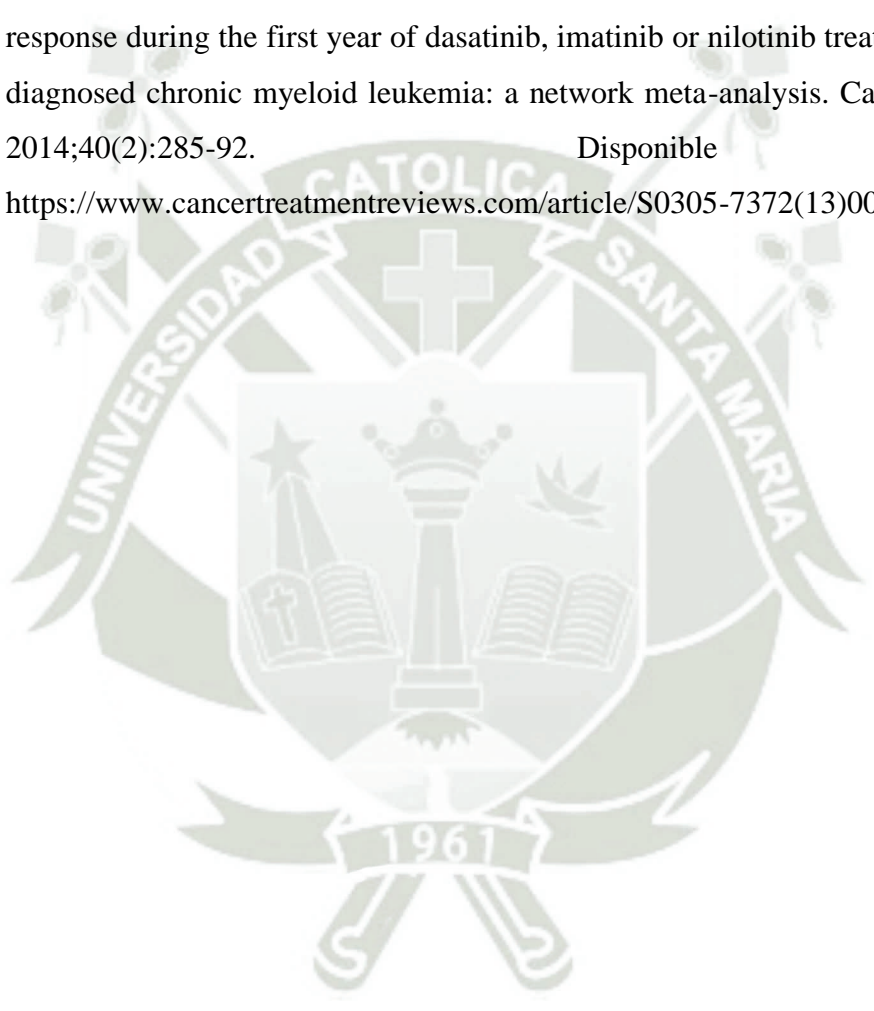 response during the first year of dasatinib, imatinib or nilotinib trea
diagnosed chronic myeloid leukemia: a network meta-analysis. Ca
2014;40(2):285-92. Disponible
https://www.cancertreatmentreviews.com/article/S0305-7372(13)00
UNIVERSIDAD CATOLICA SANTA MARIA
1961